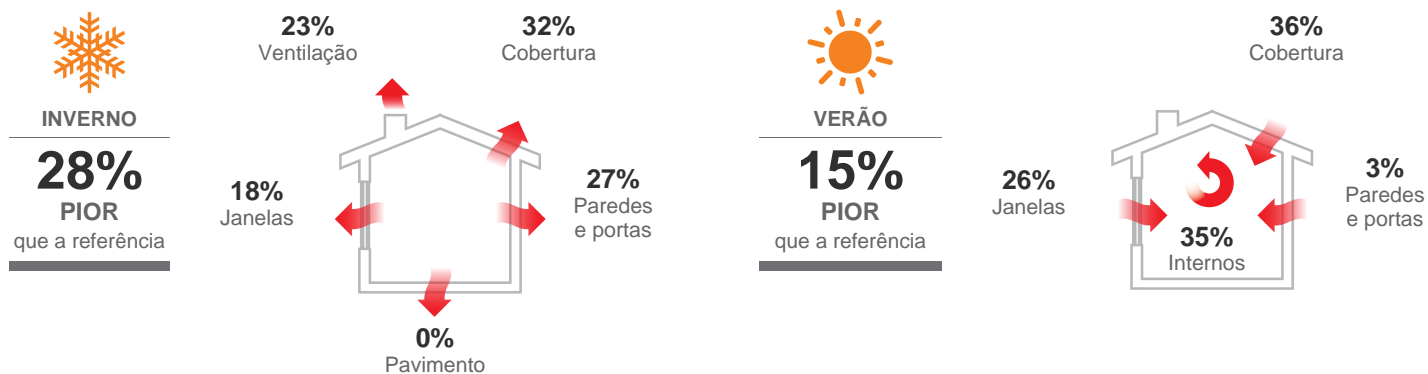 INVERNO
28%
PIOR
que a referência
23%
Ventilação
32%
Cobertura
18%
Janelas
27%
Paredes
e portas
0%
Pavimento
VERÃO
15%
PIOR
que a referência
36%
Cobertura
26%
Janelas
3%
Paredes
e portas
35%
Internos